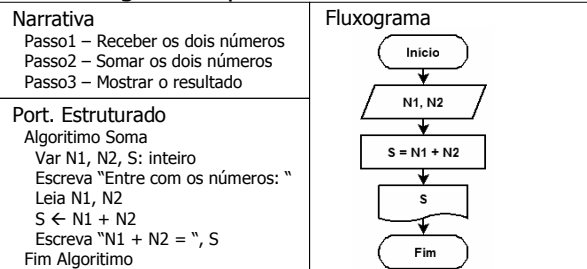 Narrativa
Passo1 – Receber os dois números
Passo2 – Somar os dois números
Passo3 – Mostrar o resultado
Port. Estruturado
Algoritimo Soma
Var N1, N2, S: inteiro
Escreva “Entre com os números: “
Leia N1, N2
S ← N1 + N2
Escreva “N1 + N2 = “, S
Fim Algoritimo
Fluxograma
Inicio
N1, N2
S = N1 + N2
S
Fim